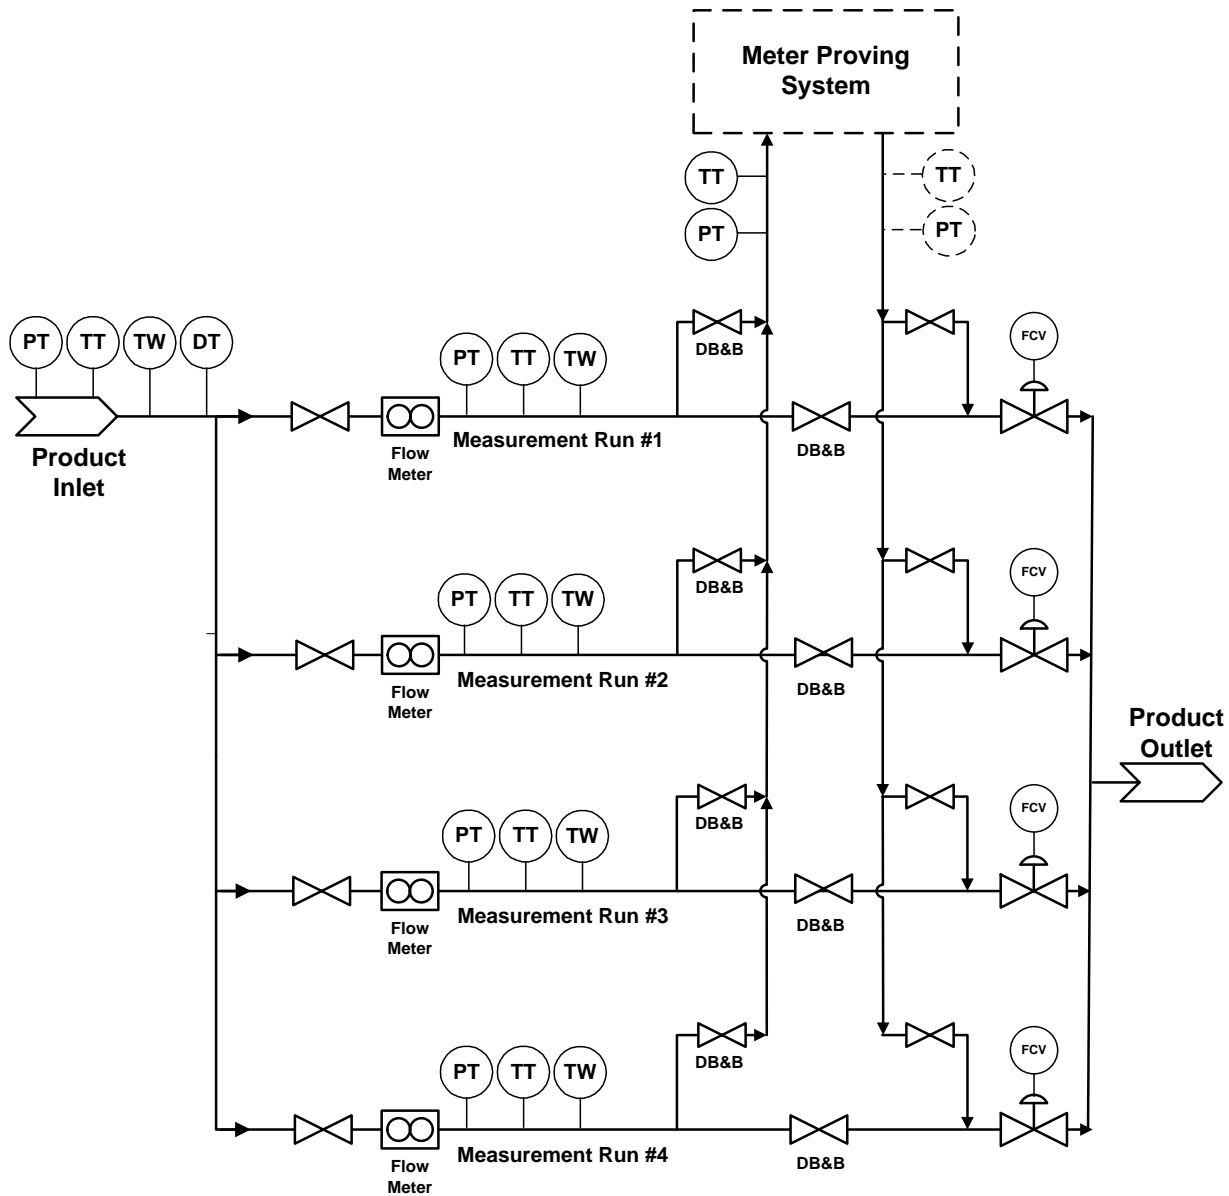 Meter Proving
System
TT
TT
PT
PT
PT
TT
TW
DT
DB&B
FCV
PT
TT
TW
Product
Inlet
Flow
Meter
Measurement Run #1
DB&B
DB&B
FCV
PT
TT
TW
Flow
Meter
Measurement Run #2
DB&B
Product
Outlet
DB&B
FCV
PT
TT
TW
Flow
Meter
Measurement Run #3
DB&B
DB&B
FCV
PT
TT
TW
Flow
Meter
Measurement Run #4
DB&B